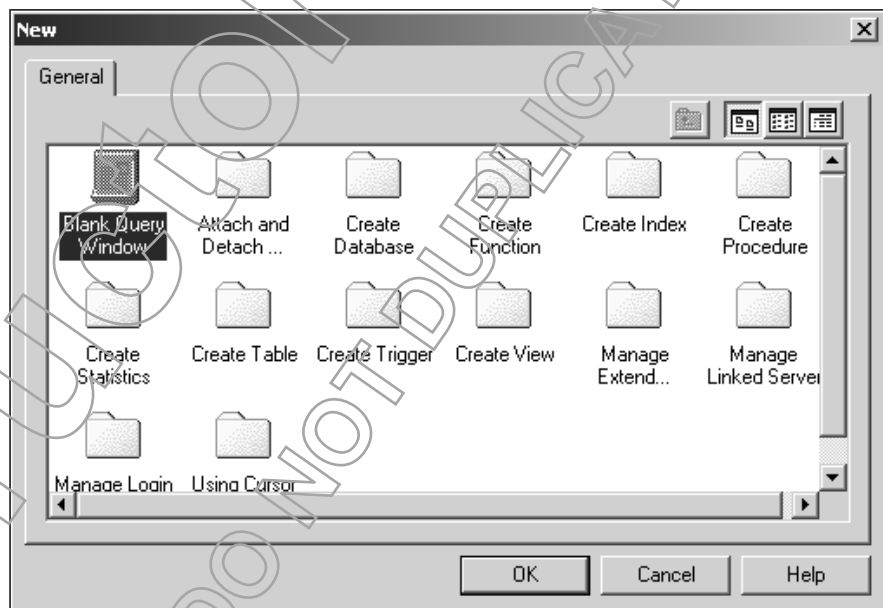 New
General
Blank Query
Window
Attach and
Detach ...
Create
Database
Create
Function
Create Index
Create
Procedure
Create
Statistics
Create Table
Create Trigger
Create View
Manage
Extend...
Manage
Linked Server
Manage Login
Using Cursor
OK
Cancel
Help
DO NOT DUPLICA